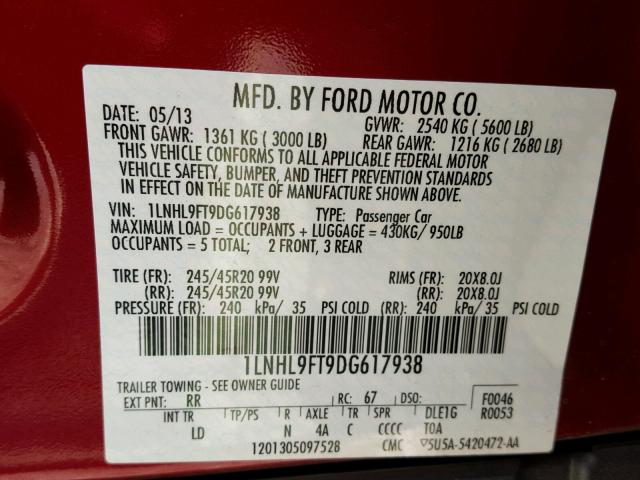 MFD. BY FORD MOTOR CO.
DATE: 05/13 GVWR: 2540 KG ( 5600 LB)
FRONT GAWR: 1361 KG ( 3000 LB) REAR GAWR: 1216 KG ( 2680 LB)
THIS VEHICLE CONFORMS TO ALL APPLICABLE FEDERAL MOTOR
VEHICLE SAFETY, BUMPER, AND THEFT PREVENTION STANDARDS
IN EFFECT ON THE DATE OF MANUFACTURE SHOWN ABOVE.
VIN: 1LNHL9FT9DG617938 TYPE: Passenger Car
MAXIMUM LOAD = OCCUPANTS + LUGGAGE = 430KG/ 950LB
OCCUPANTS = 5 TOTAL; 2 FRONT, 3 REAR
TIRE (FR): 245/45R20 99V RIMS (FR): 20X8.0J
(RR): 245/45R20 99V (RR): 20X8.0J
PRESSURE (FR): 240 kPa/ 35 PSI COLD (RR): 240 kPa/ 35 PSI COLD
1LNHL9FT9DG617938
TRAILER TOWING - SEE OWNER GUIDE
EXT PNT: RR RC: 67 DSO: F0046
INT TR TP/PS R AXLE TR SPR DLE1G R0053
LD N 4A C CCCC TOA
1201305097528 CMC 5U5A-5420472-AA